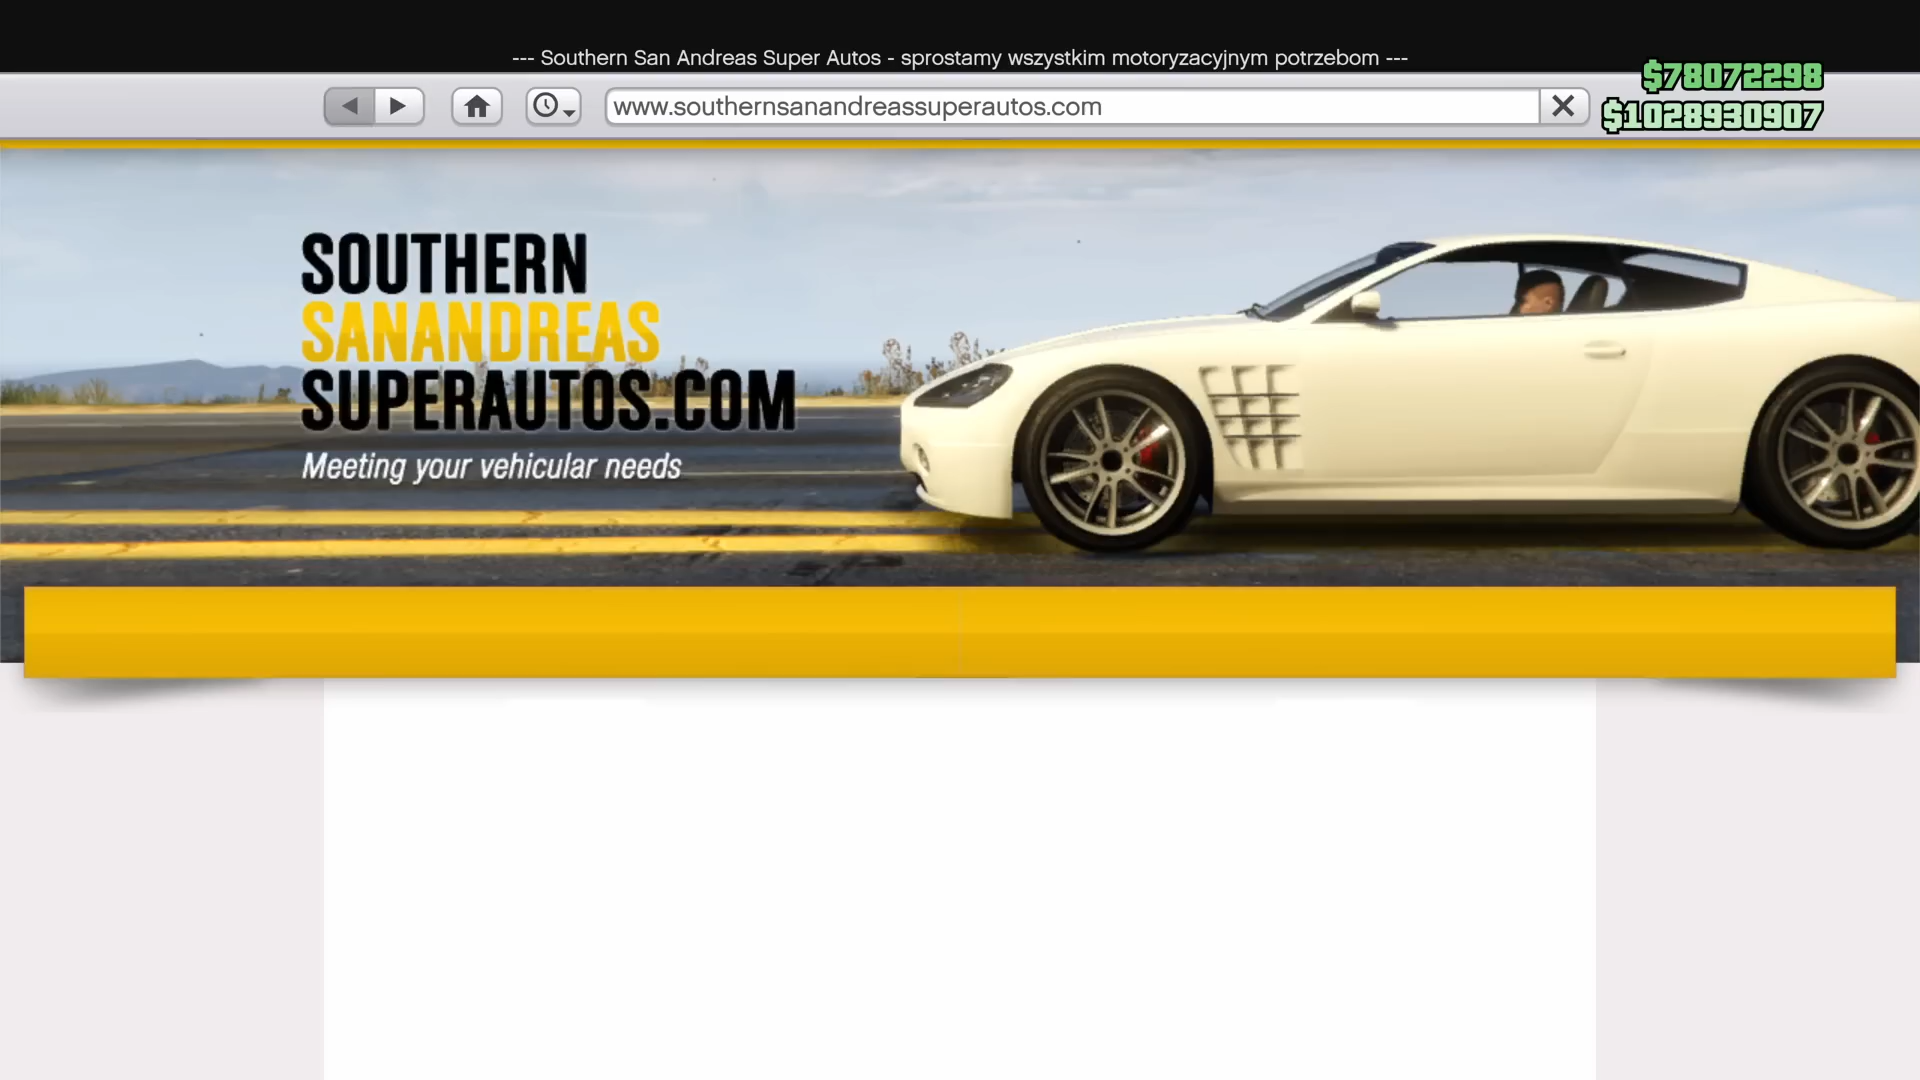 --- Southern San Andreas Super Autos - sprostamy wszystkim motoryzacyjnym potrzebom ---
$78072298
www.southernsanandreassuperautos.com
$1028930907
SOUTHERN
SANANDREAS
SUPERAUTOS.COM
Meeting your vehicular needs